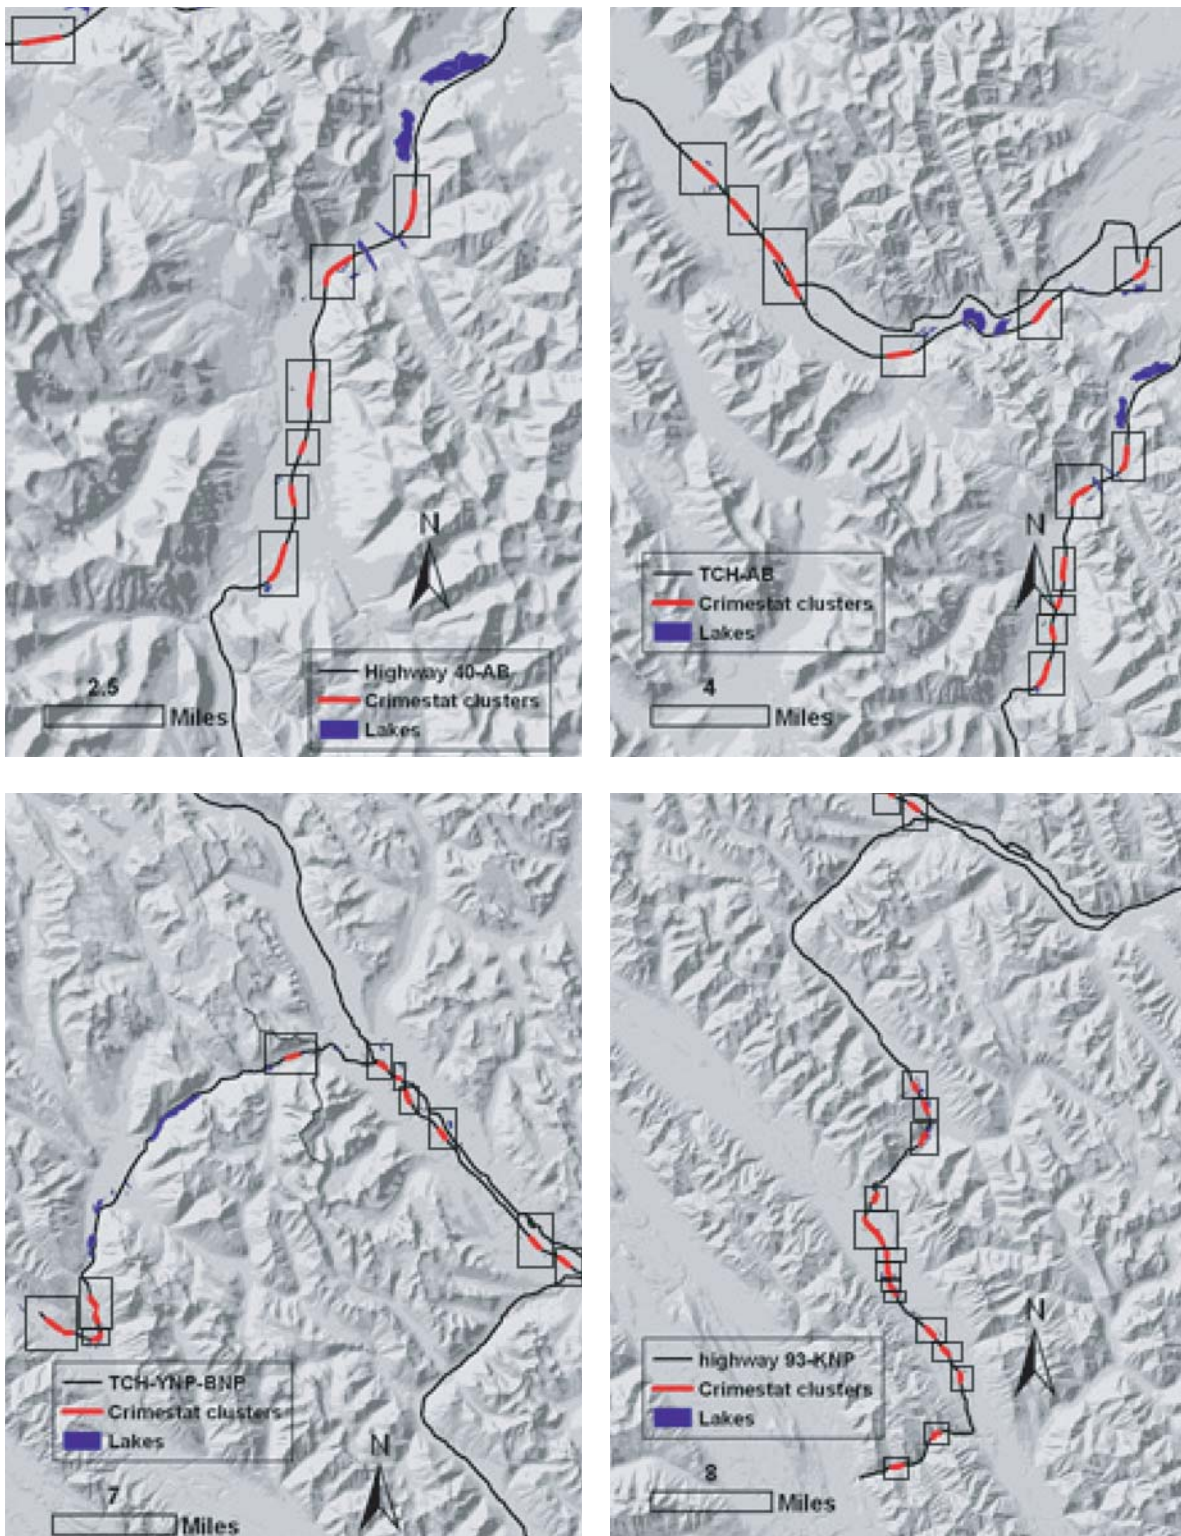 N
Highway 40-AB
Crimestat clusters
Lakes
2.5
Miles
N
TCH-AB
Crimestat clusters
Lakes
4
Miles
TCH-YNP-BNP
Crimestat clusters
Lakes
N
7
Miles
N
highway 93-KNP
Crimestat clusters
Lakes
8
Miles